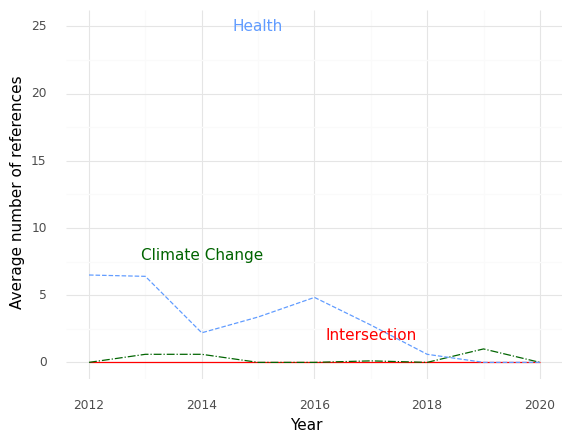 Health
25
20
15
10
5
0
Average number of references
Climate Change
Intersection
2012
2014
2016
2018
2020
Year